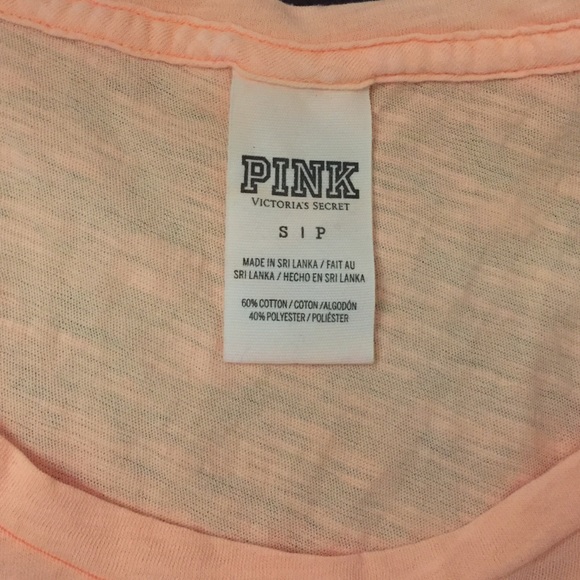 PINK
VICTORIA'S SECRET
S | P
MADE IN SRI LANKA / FAIT AU
SRI LANKA / HECHO EN SRI LANKA
60% COTTON / COTON /ALGODÓN
40% POLYESTER / POLIÉSTER